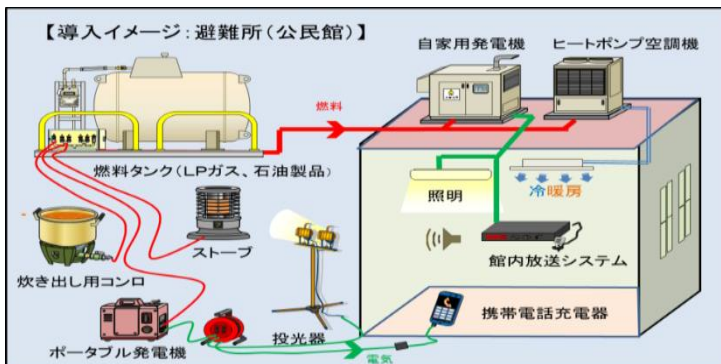 【導入イメージ：避難所（公民館）】
自家用発電機
ヒートポンプ空調機
燃料
燃料タンク（LPガス、石油製品）
照明
冷暖房
ストーブ
館内放送システム
炊き出し用コンロ
投光器
携帯電話充電器
ポータブル発電機
電気